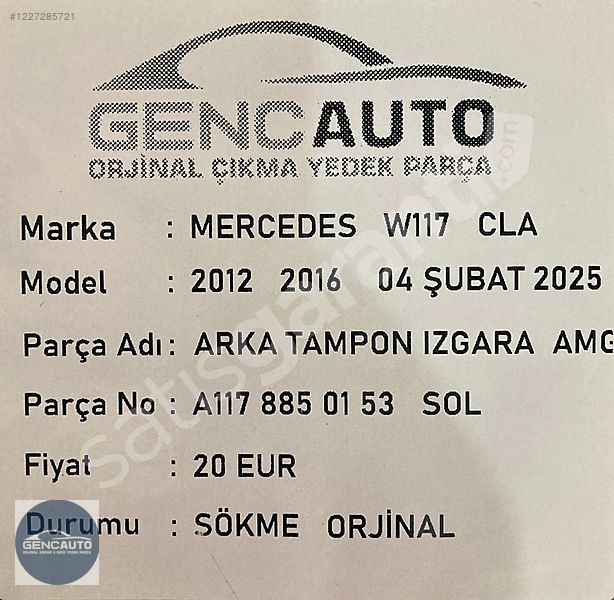 #1227285721
GENCAUTO
ORJİNAL ÇIKMA YEDEK PARÇA
Marka : MERCEDES W117 CLA
Model : 2012 2016 04 ŞUBAT 2025
Parça Adı : ARKA TAMPON IZGARA AMG
Parça No : A117 885 01 53 SOL
Fiyat : 20 EUR
Durumu : SÖKME ORJİNAL
satısgaranti.com
GENCAUTO